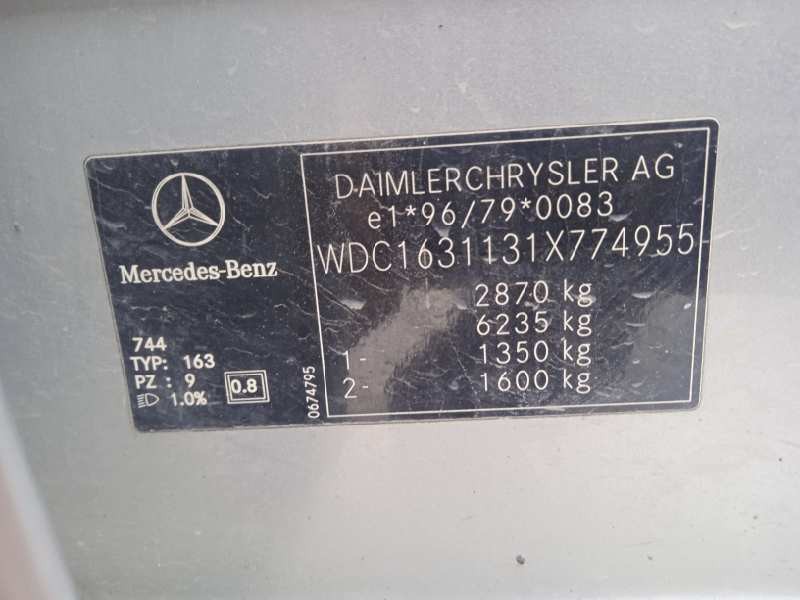 Mercedes-Benz
744
TYP: 163
PZ : 9
1.0%
0.8
0674795
DAIMLERCHRYSLER AG
e1*96/79*0083
WDC1631131X774955
2870 kg
6235 kg
1- 1350 kg
2- 1600 kg